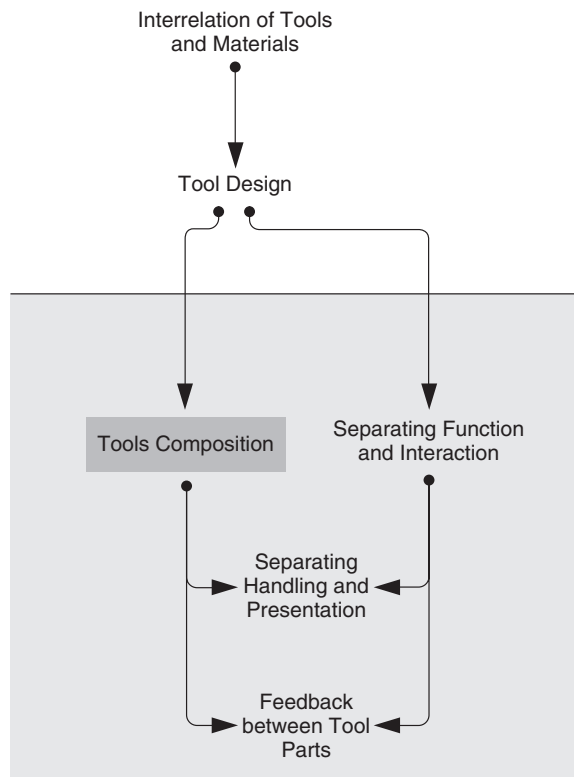 Interrelation of Tools
and Materials
Tool Design
Tools Composition
Separating Function
and Interaction
Separating
Handling and
Presentation
Feedback
between Tool
Parts